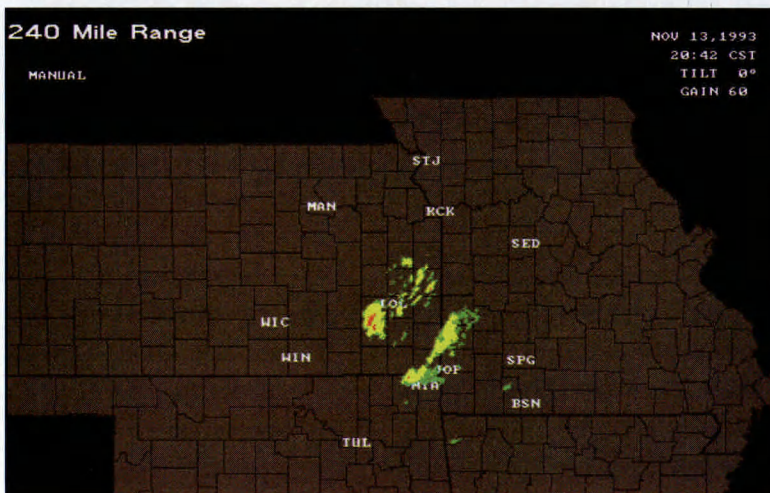 240 Mile Range
NOV 13,1993
20:42 CST
MANUAL
TILT 0°
GAIN 60
STJ
MAN
KCK
SED
IOL
WIC
WIN
SPG
JOP
MIA
BSN
TUL